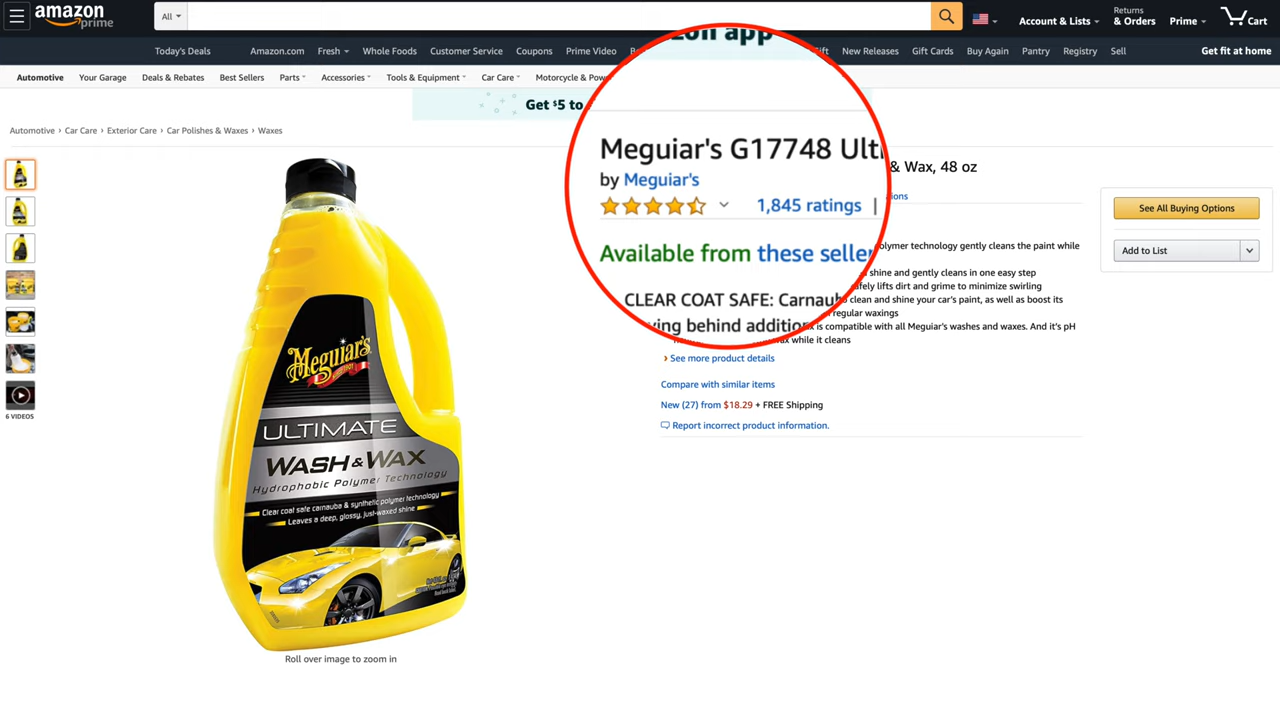 amazon
prime
All
Account & Lists
Returns
& Orders
Prime
Cart
Today's Deals
Amazon.com
Fresh
Whole Foods
Customer Service
Coupons
Prime Video
New Releases
Gift Cards
Buy Again
Pantry
Registry
Sell
Get fit at home
Automotive
Your Garage
Deals & Rebates
Best Sellers
Parts
Accessories
Tools & Equipment
Car Care
Motorcycle &
Get $5 to
app
Automotive › Car Care › Exterior Care › Car Polishes & Waxes › Waxes
Meguiar's G17748
& Wax, 48 oz
by Meguiar's
1,845 ratings |
Available from these
CLEAR COAT SAFE:
technology gently cleans the paint while
shine and gently cleans in one easy step
lifts dirt and grime to minimize swirling
clean and shine your car's paint, as well as boost its
behind
regular waxings
is compatible with all Meguiar's washes and waxes. And it's pH
while it cleans
› See more product details
Compare with similar items
New (27) from $18.29 + FREE Shipping
Report incorrect product information.
See All Buying Options
Add to List
6 VIDEOS
Meguiar's
ULTIMATE
WASH & WAX
Hydrophobic Polymer Technology
Clear coat safe carnauba & synthetic polymer technology
Leaves a deep, glossy, just-waxed shine
Roll over image to zoom in